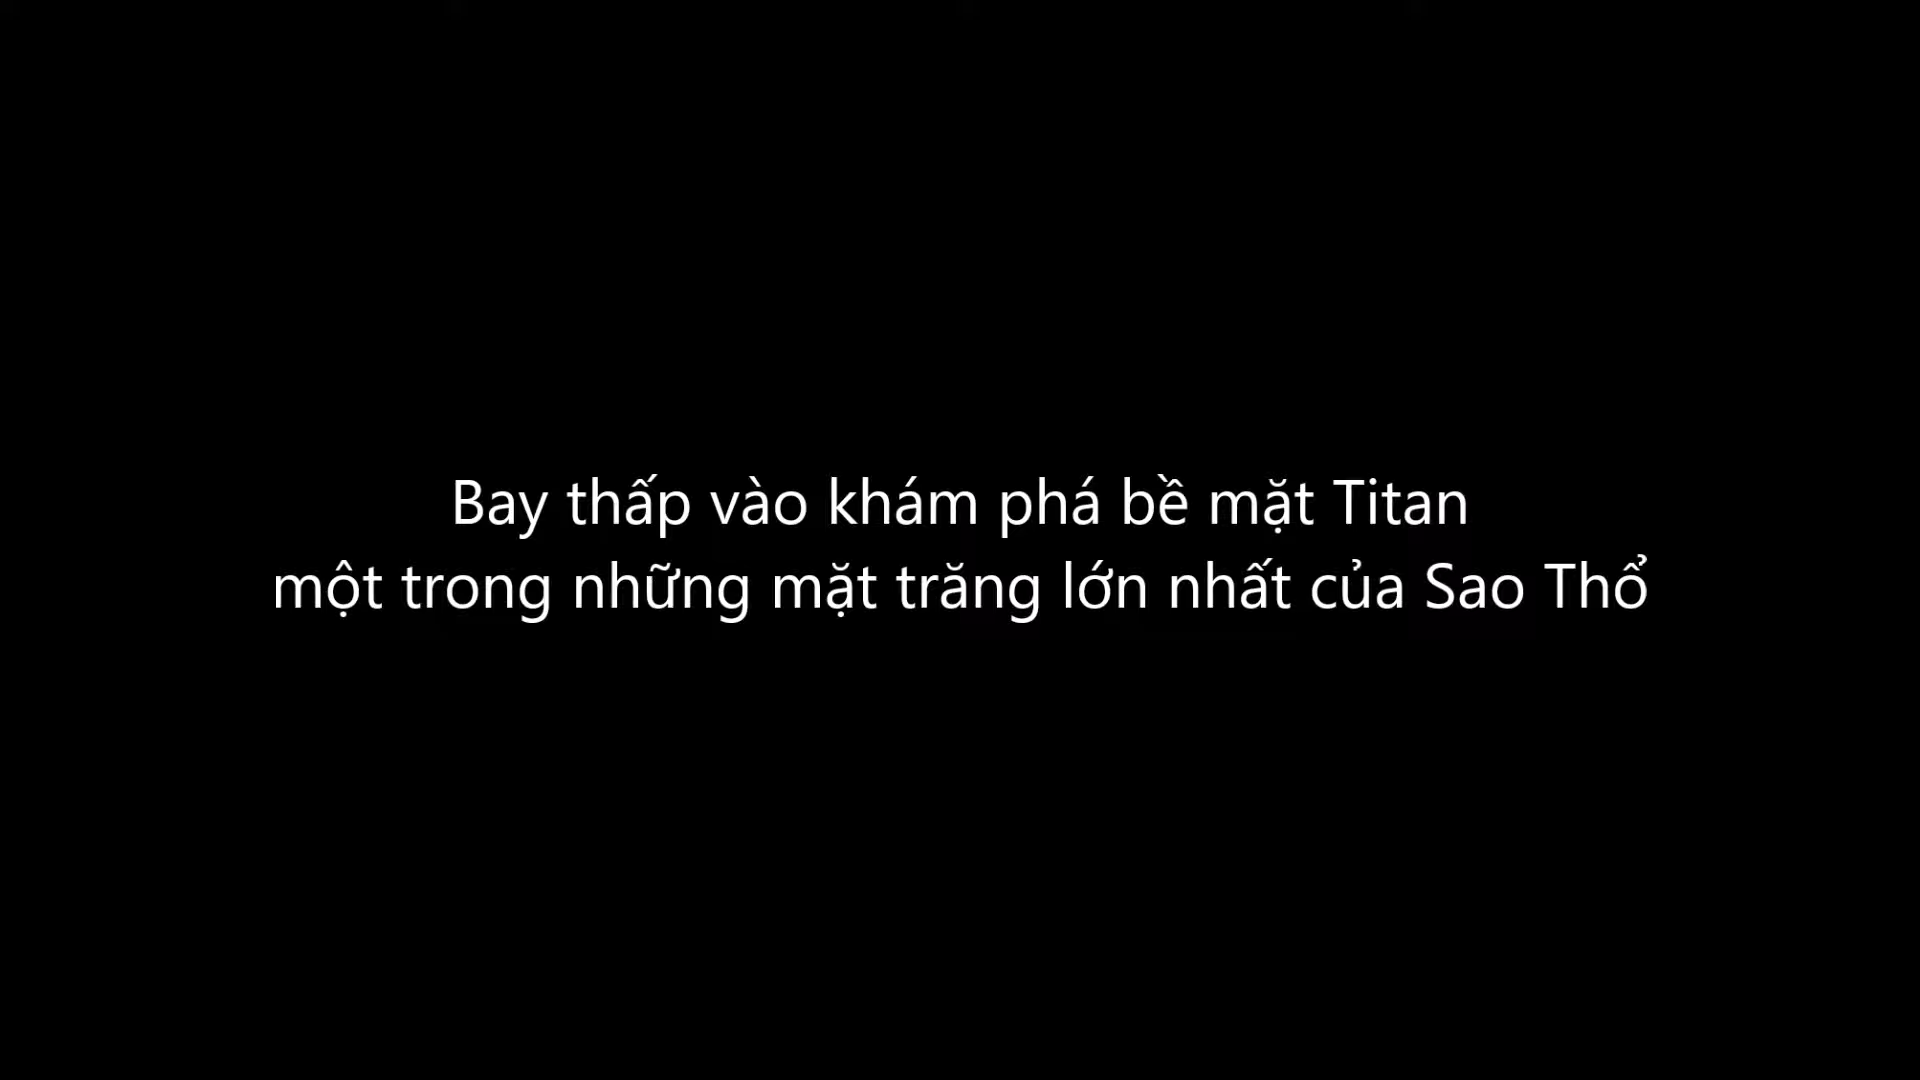 Bay thấp vào khám phá bề mặt Titan
một trong những mặt trăng lớn nhất của Sao Thổ